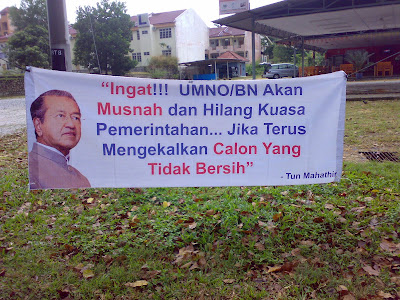 “Ingat!!! UMNO/BN Akan
Musnah dan Hilang Kuasa
Pemerintahan... Jika Terus
Mengekalkan Calon Yang
Tidak Bersih”
- Tun Mahathir